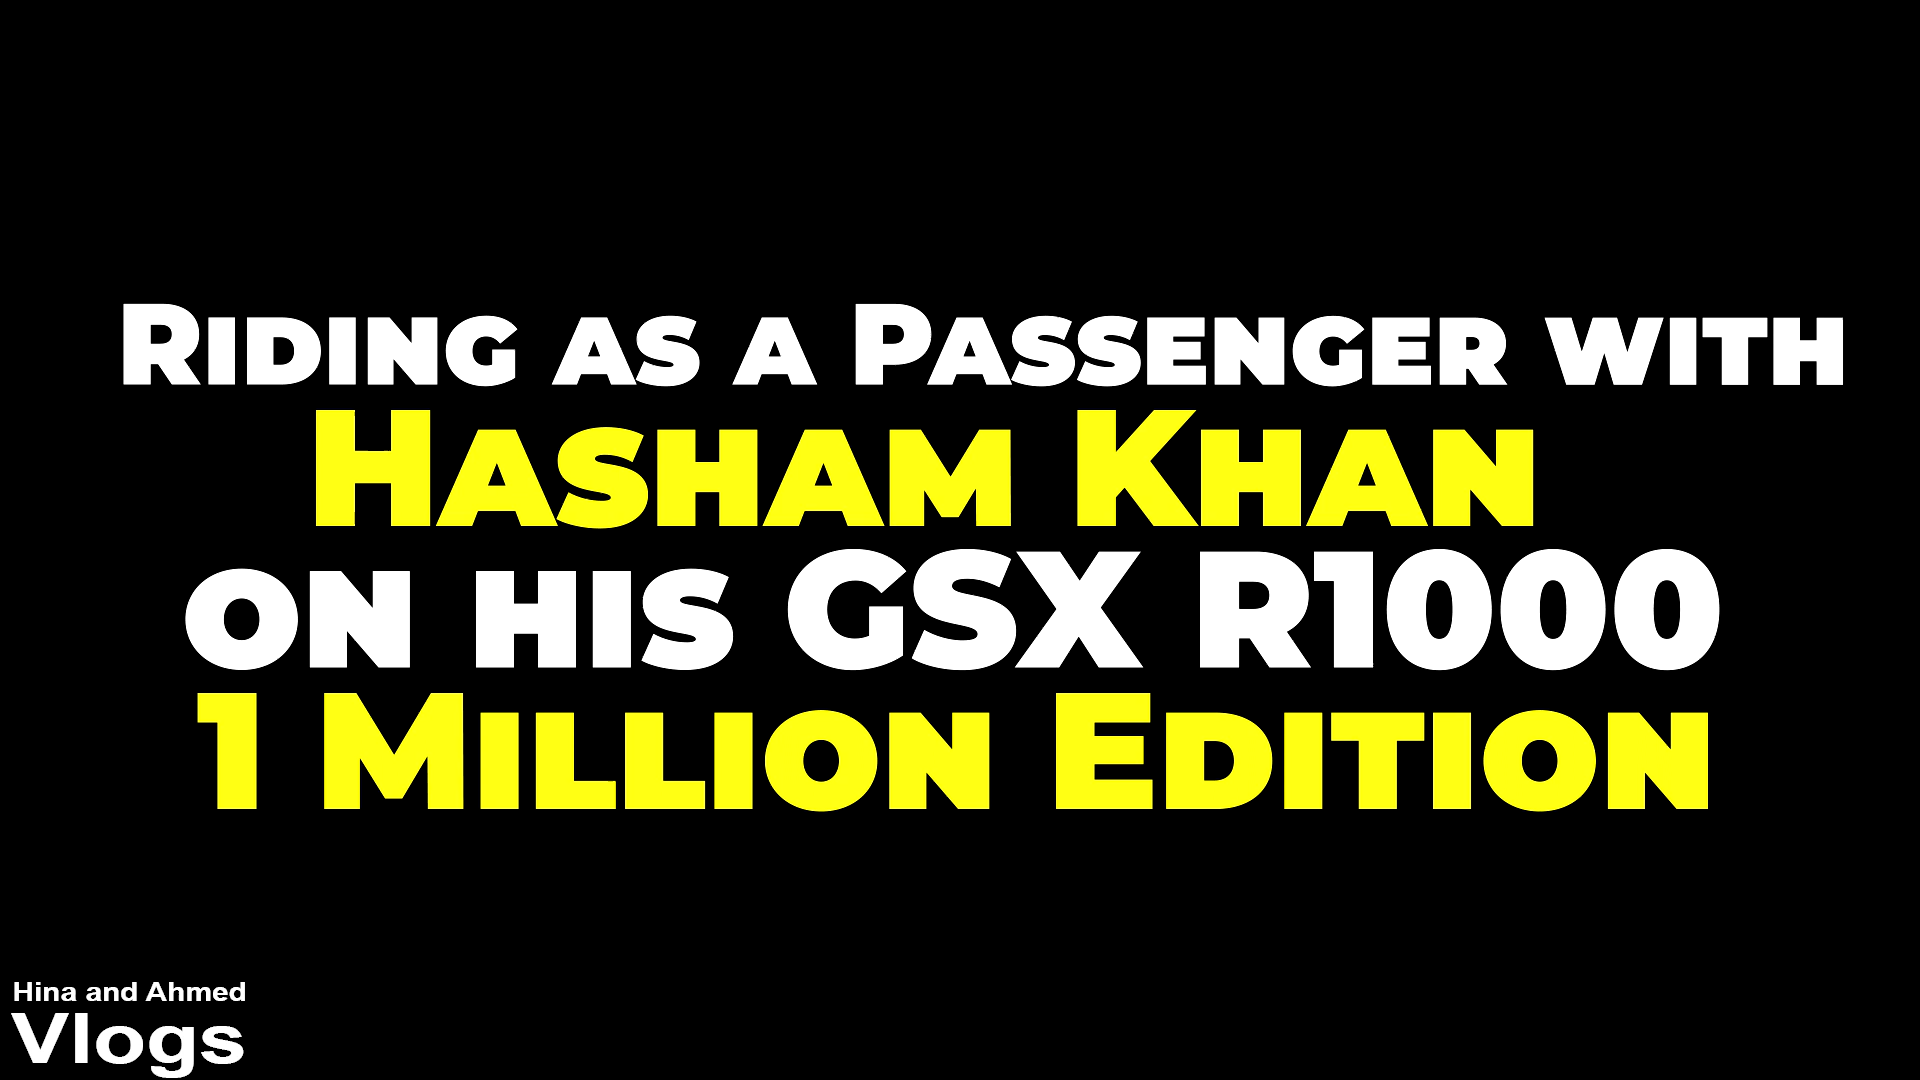 Riding as a Passenger with
Hasham Khan
on his GSX R1000
1 Million Edition
Hina and Ahmed
Vlogs